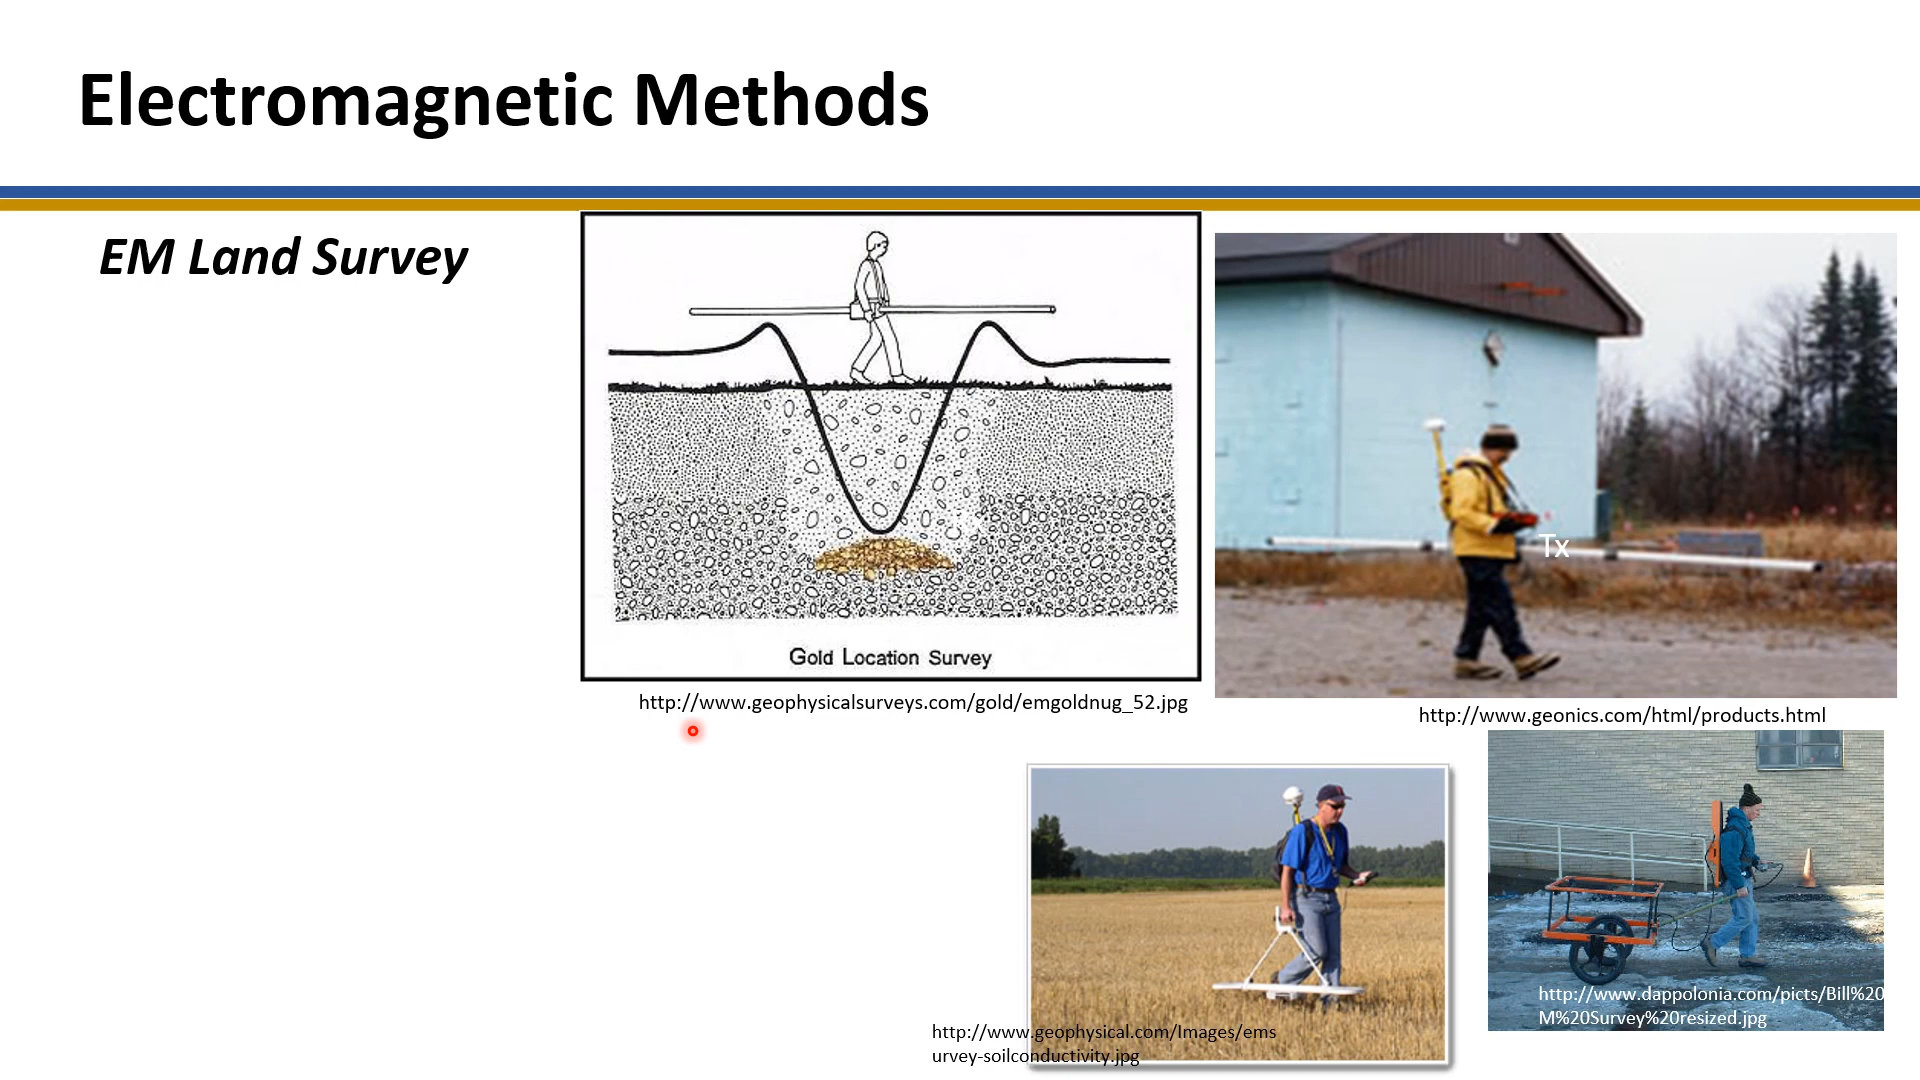 Electromagnetic Methods
EM Land Survey
Gold Location Survey
http://www.geophysicalsurveys.com/gold/emgoldnug_52.jpg
Tx
http://www.geonics.com/html/products.html
http://www.geophysical.com/Images/ems
urvey-soilconductivity.jpg
http://www.dappolonia.com/picts/Bill%20
M%20Survey%20resized.jpg